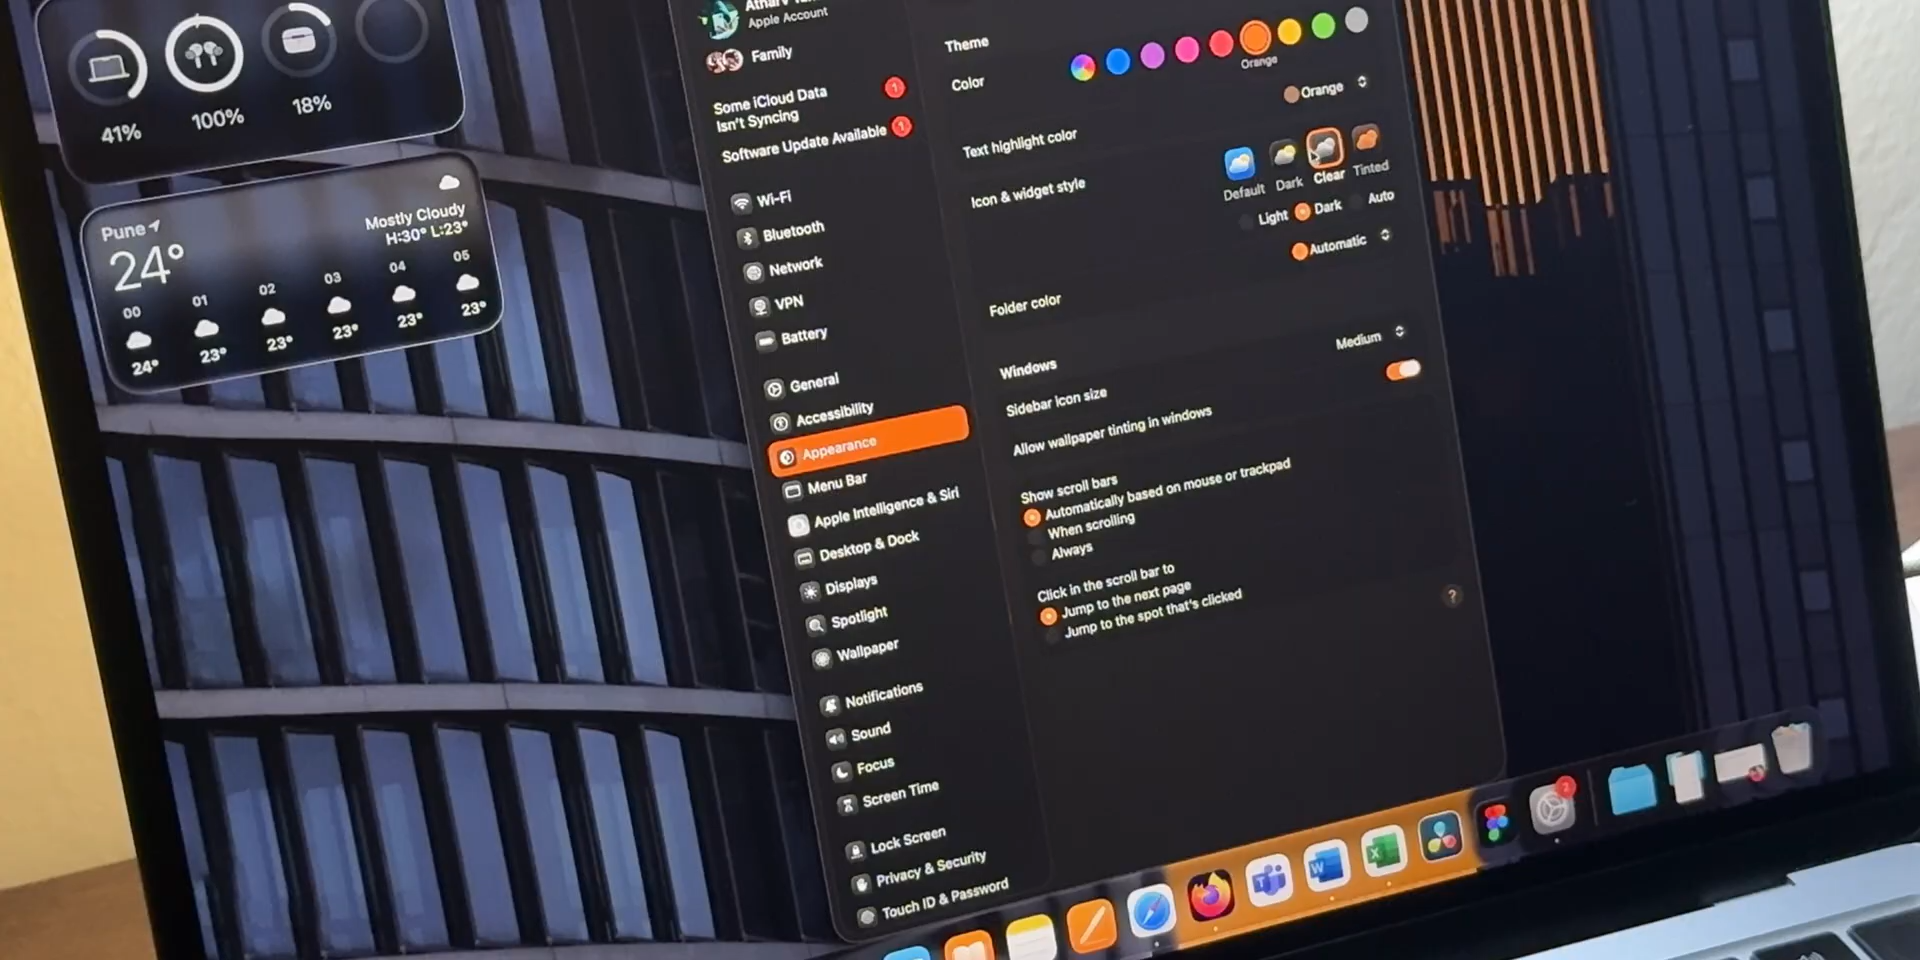 41%
100%
18%
Pune
24°
Mostly Cloudy
H:30° L:23°
00
01
02
03
04
05
24°
23°
23°
23°
23°
23°
Apple Account
Family
Some iCloud Data
Isn't Syncing
1
Software Update Available
1
Wi-Fi
Bluetooth
Network
VPN
Battery
General
Accessibility
Appearance
Menu Bar
Apple Intelligence & Siri
Desktop & Dock
Displays
Spotlight
Wallpaper
Notifications
Sound
Focus
Screen Time
Lock Screen
Privacy & Security
Touch ID & Password
Theme
Color
Orange
Text highlight color
Orange
Icon & widget style
Default
Dark
Clear
Tinted
Light
Dark
Auto
Folder color
Automatic
Windows
Sidebar icon size
Medium
Allow wallpaper tinting in windows
Show scroll bars
Automatically based on mouse or trackpad
When scrolling
Always
Click in the scroll bar to
Jump to the next page
Jump to the spot that's clicked
?
2
W
X